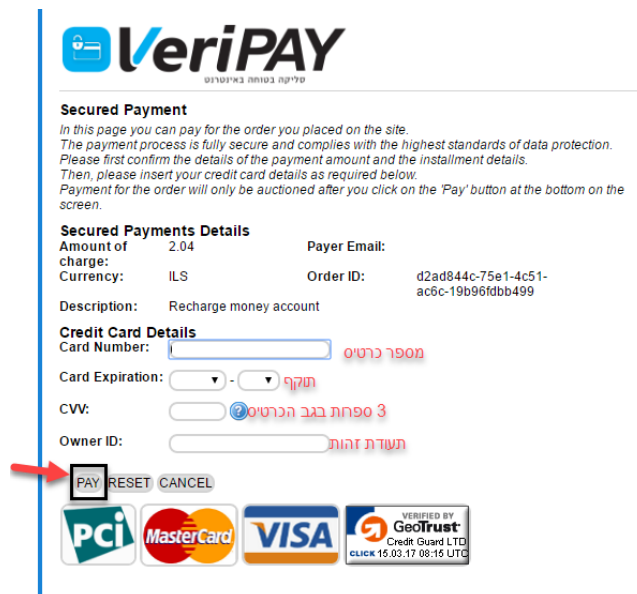 VeriPAY
סליקה בטוחה באינטרנט
Secured Payment
In this page you can pay for the order you placed on the site.
The payment process is fully secure and complies with the highest standards of data protection.
Please first confirm the details of the payment amount and the installment details.
Then, please insert your credit card details as required below.
Payment for the order will only be auctioned after you click on the 'Pay' button at the bottom on the
screen.
Secured Payments Details
Amount of charge: 2.04 Payer Email:
Currency: ILS Order ID: d2ad844c-75e1-4c51-
ac6c-19b96fdbb499
Description: Recharge money account
Credit Card Details
Card Number: מספר כרטיס
Card Expiration: - תוקף
CVV: ? 3 ספרות בגב הכרטיס
Owner ID: תעודת זהות
PAY RESET CANCEL
PCi MasterCard VISA
VERIFIED BY
GeoTrust
Credit Guard LTD
CLICK 15.03.17 08:15 UTC